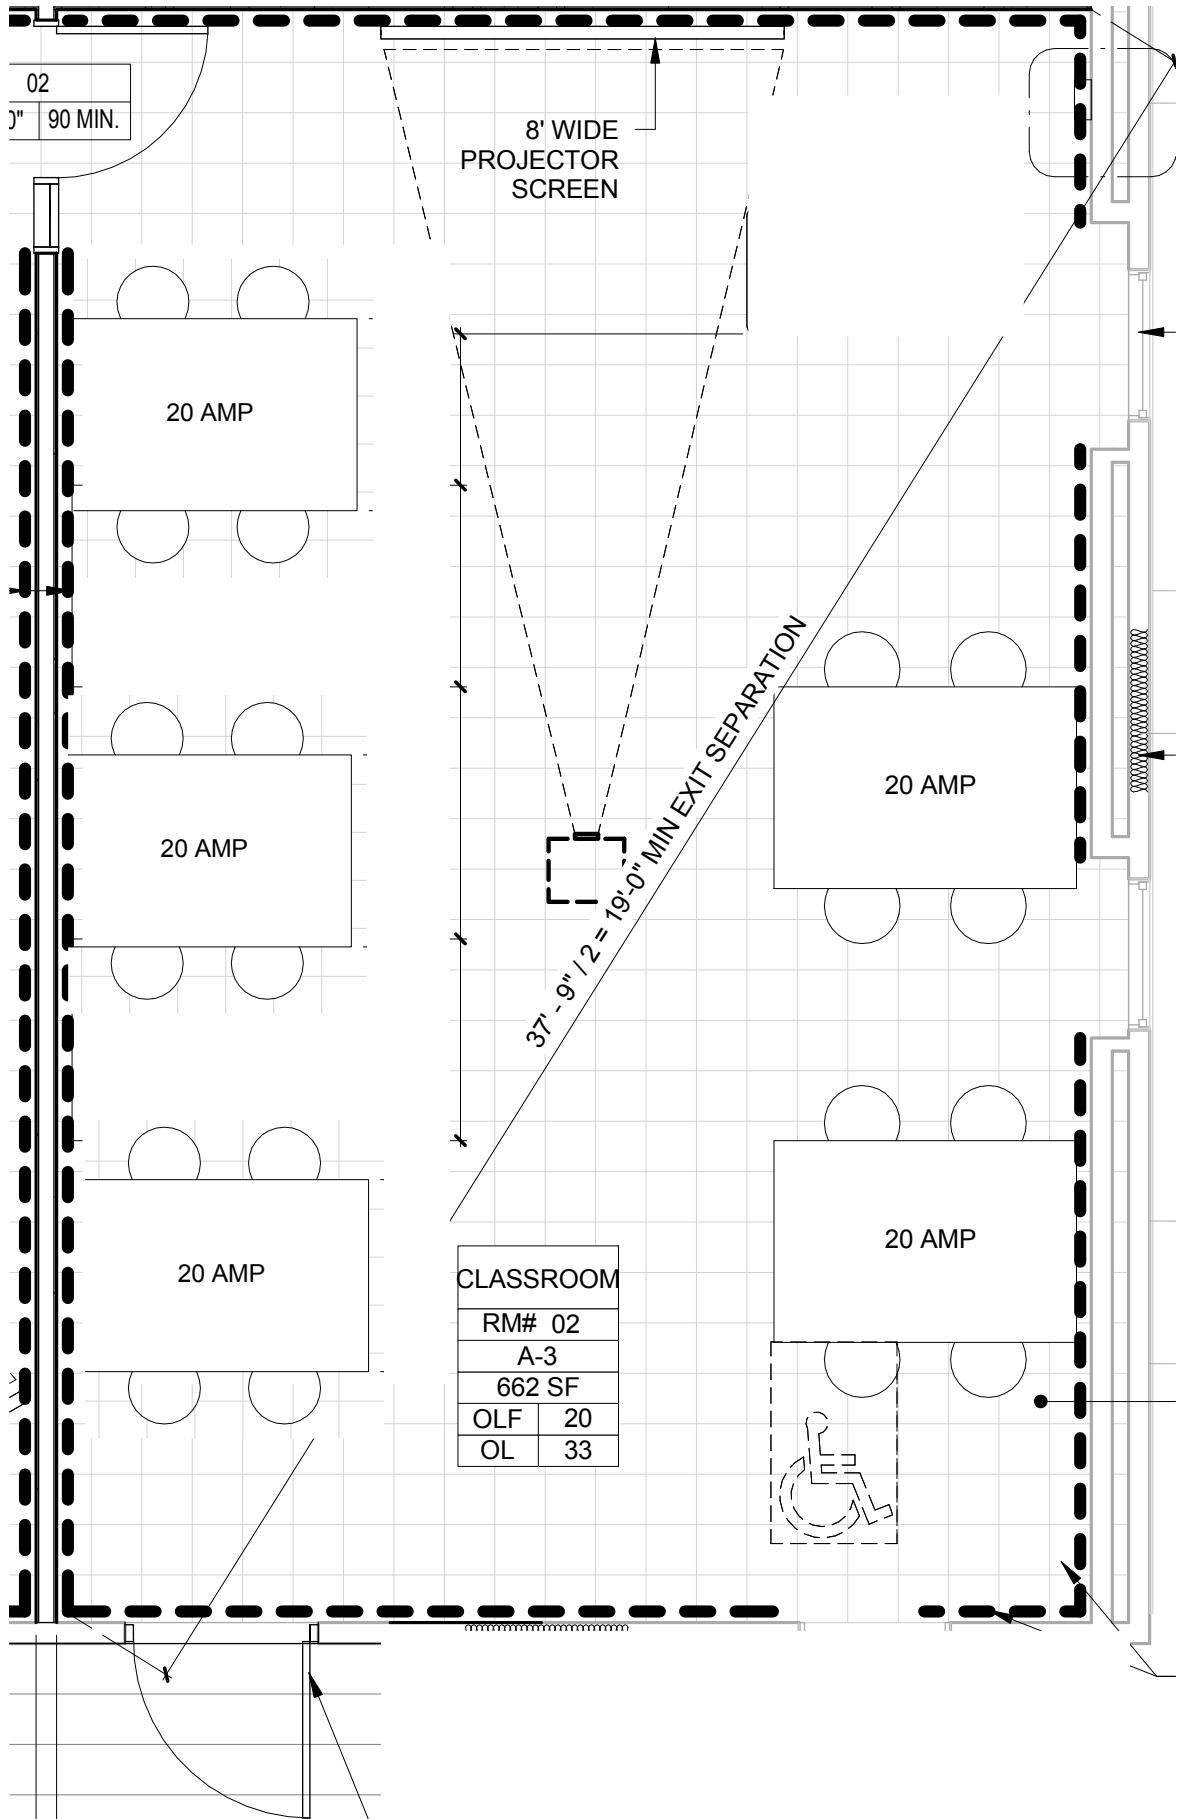 02
0" 90 MIN.
8' WIDE
PROJECTOR
SCREEN
20 AMP
20 AMP
20 AMP
20 AMP
20 AMP
37' - 9" / 2 = 19'-0" MIN EXIT SEPARATION
CLASSROOM
RM# 02
A-3
662 SF
OLF 20
OL 33